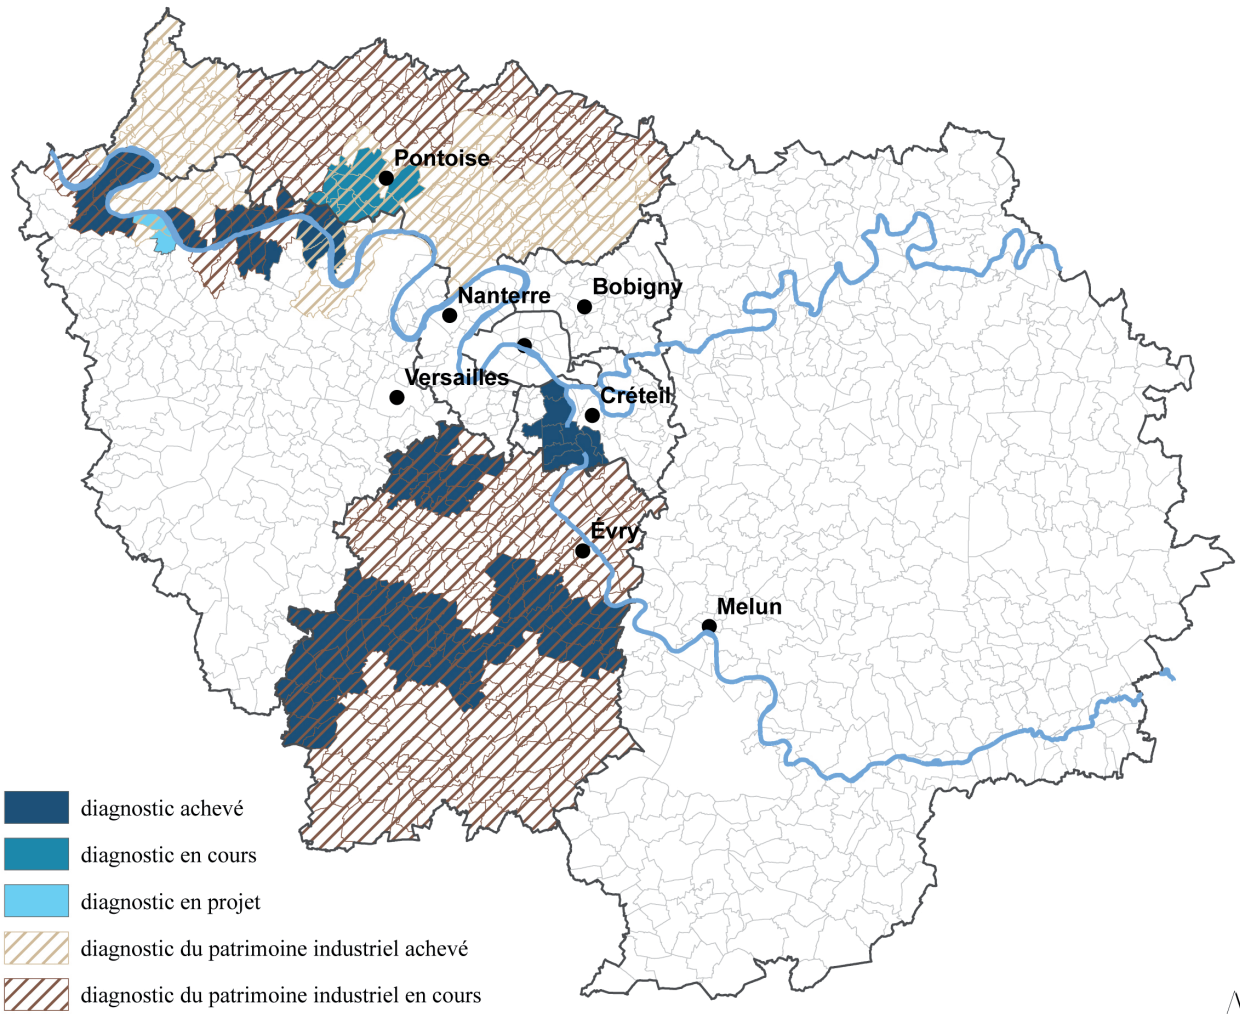 Pontoise
Nanterre
Bobigny
Versailles
Créteil
Évry
Melun
diagnostic achevé
diagnostic en cours
diagnostic en projet
diagnostic du patrimoine industriel achevé
diagnostic du patrimoine industriel en cours